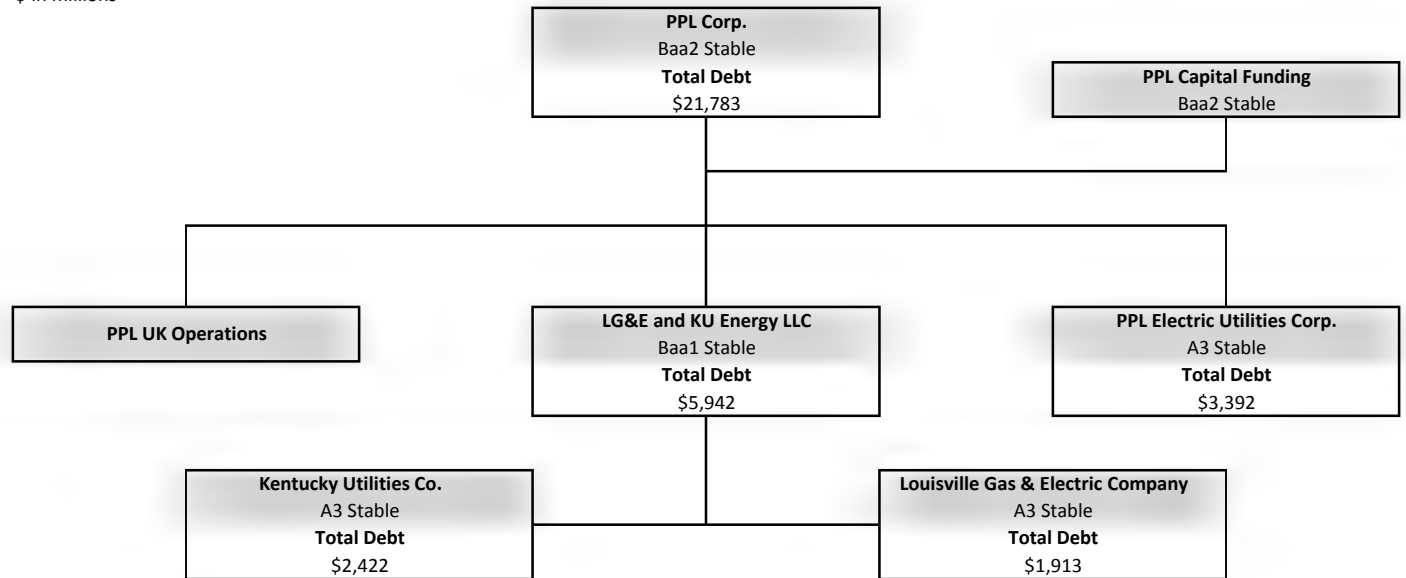 $ in millions
PPL Corp.
Baa2 Stable
Total Debt
$21,783
PPL Capital Funding
Baa2 Stable
PPL UK Operations
LG&E and KU Energy LLC
Baa1 Stable
Total Debt
$5,942
PPL Electric Utilities Corp.
A3 Stable
Total Debt
$3,392
Kentucky Utilities Co.
A3 Stable
Total Debt
$2,422
Louisville Gas & Electric Company
A3 Stable
Total Debt
$1,913